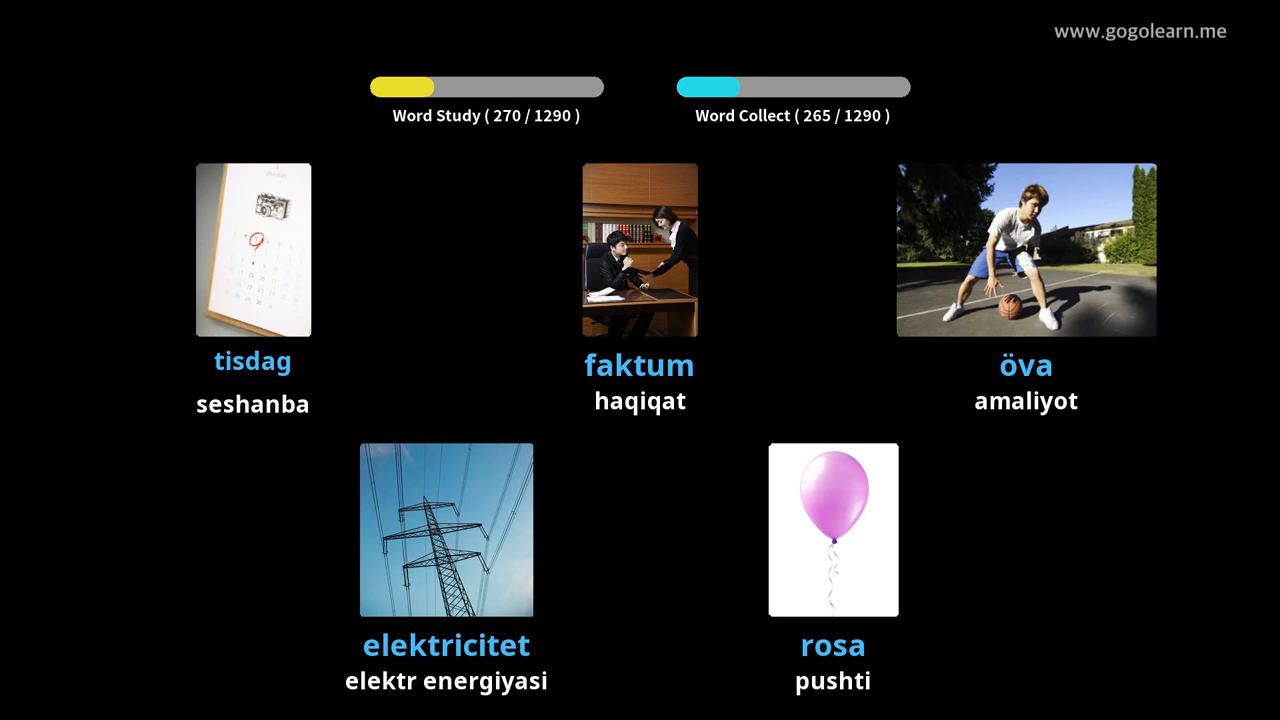 www.gogolearn.me
Word Study ( 270 / 1290 )
Word Collect ( 265 / 1290 )
tisdag
seshanba
faktum
haqiqat
öva
amaliyot
elektricitet
elektr energiyasi
rosa
pushti